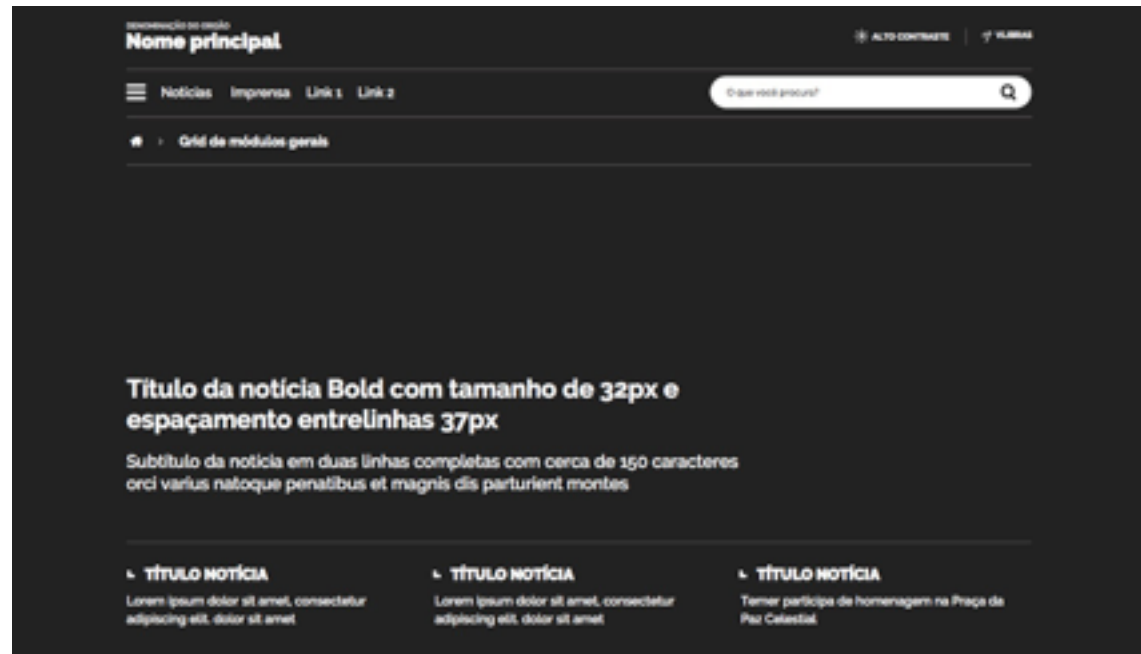 DENOMINAÇÃO DO ORGÃO
Nome principal
ALTO CONTRASTE VLIBRAS
Notícias Imprensa Link 1 Link 2 O que você procura?
Grid de módulos gerais
Título da notícia Bold com tamanho de 32px e
espaçamento entrelinhas 37px
Subtítulo da notícia em duas linhas completas com cerca de 150 caracteres
orci varius natoque penatibus et magnis dis parturient montes
TÍTULO NOTÍCIA
Lorem ipsum dolor sit amet, consectetur
adipiscing elit. dolor sit amet
TÍTULO NOTÍCIA
Lorem ipsum dolor sit amet, consectetur
adipiscing elit. dolor sit amet
TÍTULO NOTÍCIA
Temer participa de homenagem na Praça da
Paz Celestial